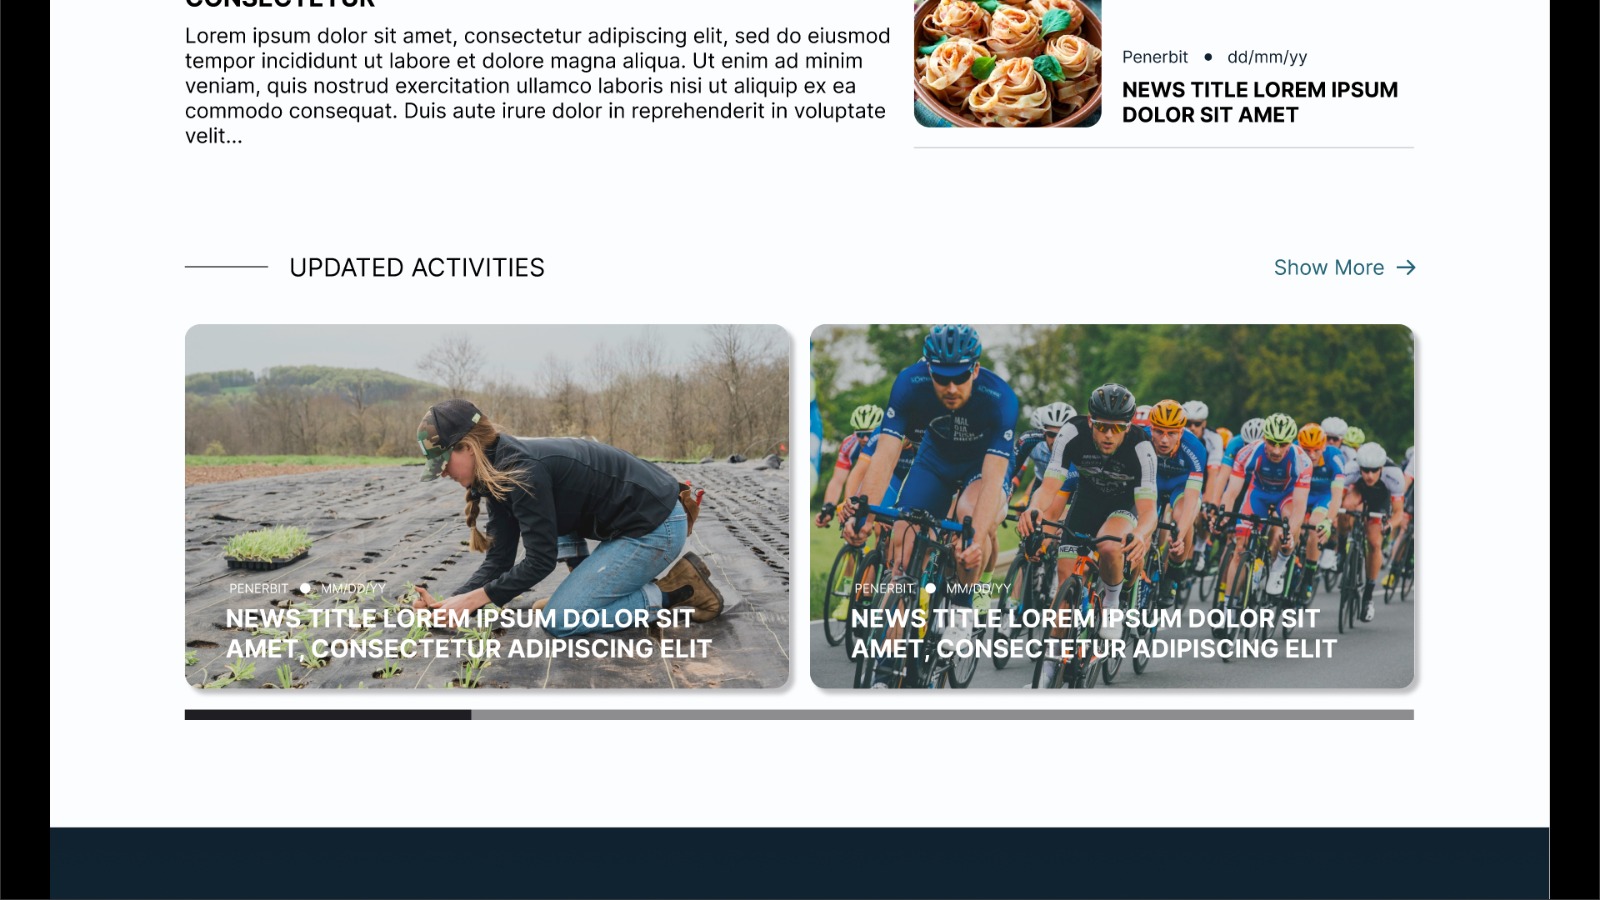 Lorem ipsum dolor sit amet, consectetur adipiscing elit, sed do eiusmod
tempor incididunt ut labore et dolore magna aliqua. Ut enim ad minim
veniam, quis nostrud exercitation ullamco laboris nisi ut aliquip ex ea
commodo consequat. Duis aute irure dolor in reprehenderit in voluptate
velit...
Penerbit • dd/mm/yy
NEWS TITLE LOREM IPSUM
DOLOR SIT AMET
UPDATED ACTIVITIES
Show More →
PENERBIT • MM/DD/YY
NEWS TITLE LOREM IPSUM DOLOR SIT
AMET, CONSECTETUR ADIPISCING ELIT
PENERBIT • MM/DD/YY
NEWS TITLE LOREM IPSUM DOLOR SIT
AMET, CONSECTETUR ADIPISCING ELIT